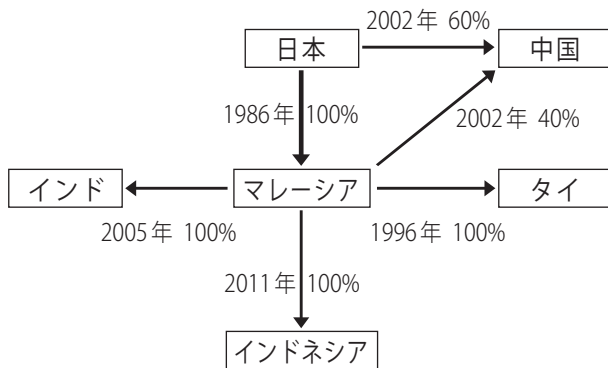 2002年 60%
日本
中国
1986年 100%
2002年 40%
インド
マレーシア
タイ
2005年 100%
1996年 100%
2011年 100%
インドネシア